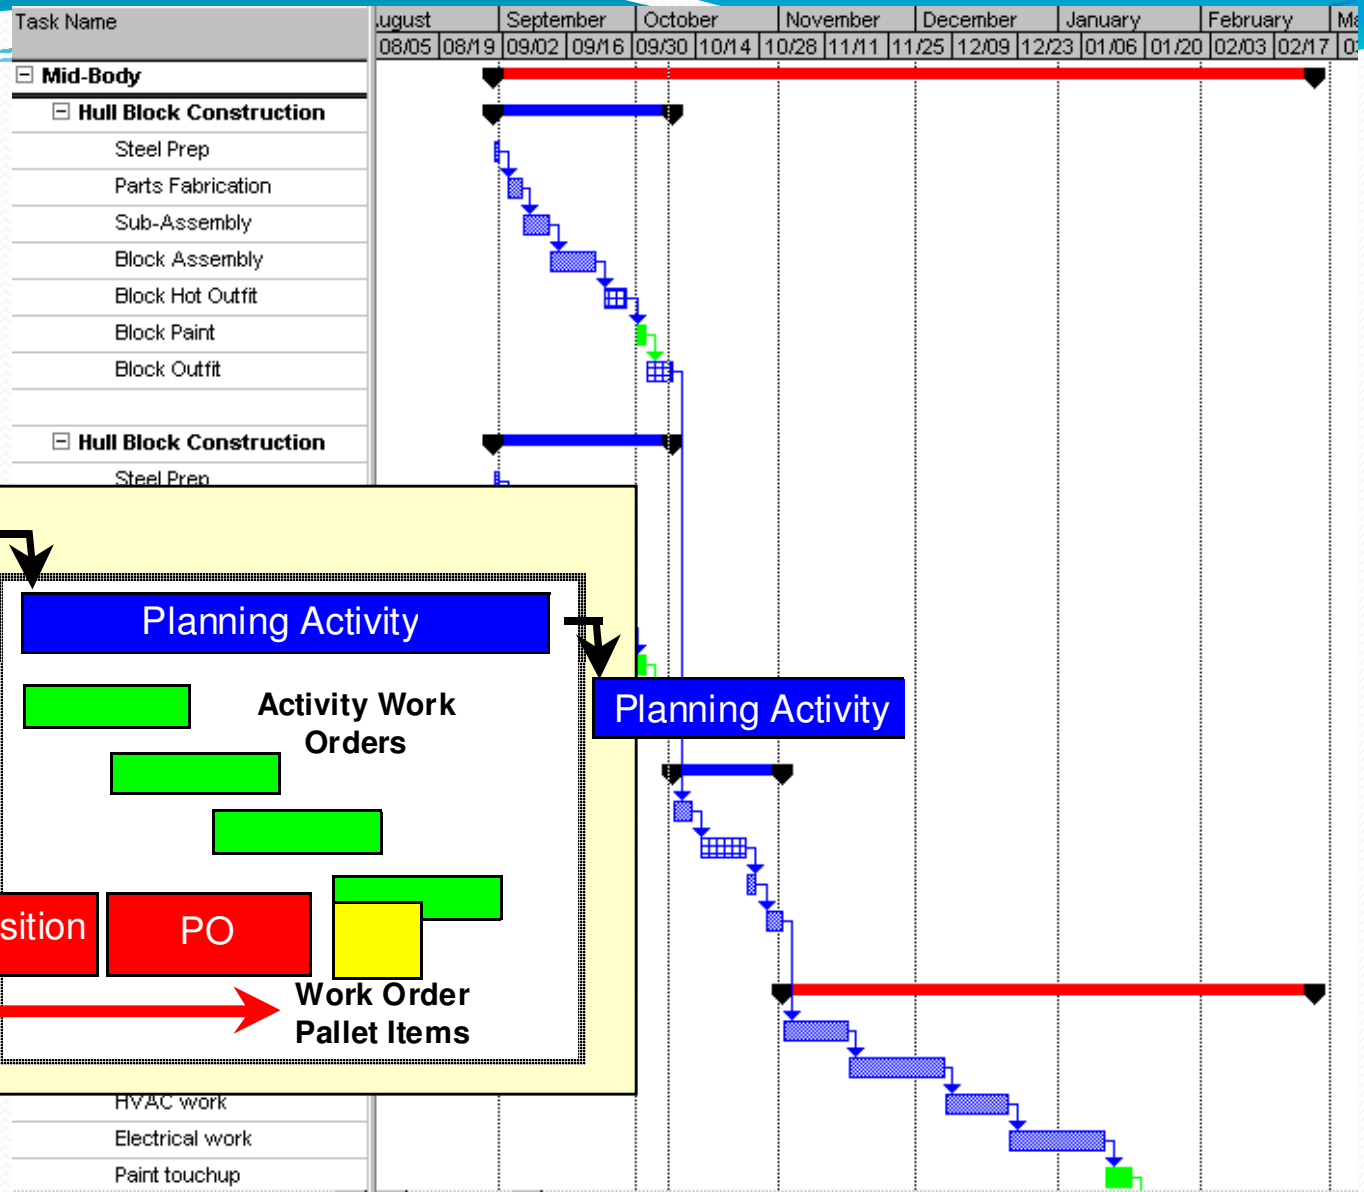 Task Name
ugust September October November December January February Ma
08/05 08/19 09/02 09/16 09/30 10/14 10/28 11/11 11/25 12/09 12/23 01/06 01/20 02/03 02/17
Mid-Body
Hull Block Construction
Steel Prep
Parts Fabrication
Sub-Assembly
Block Assembly
Block Hot Outfit
Block Paint
Block Outfit
Hull Block Construction
Steel Prep
Planning Activity
Activity Work
Orders
Planning Activity
sition
PO
Work Order
Pallet Items
HVAC work
Electrical work
Paint touchup